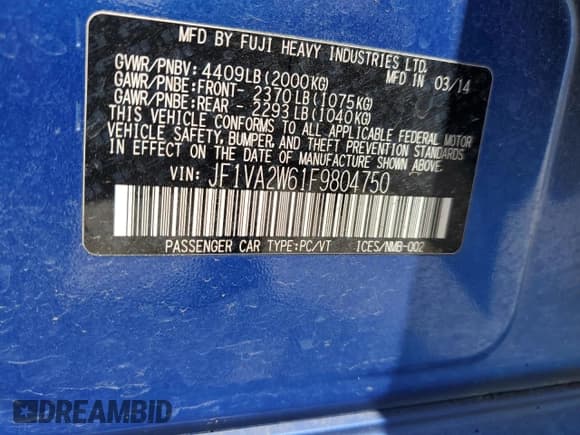 MFD BY FUJI HEAVY INDUSTRIES LTD.
GVWR/PNBV: 4409LB(2000KG) MFD IN 03/14
GAWR/PNBE:FRONT- 2370LB(1075KG)
GAWR/PNBE:REAR - 2293LB(1040KG)
THIS VEHICLE CONFORMS TO ALL APPLICABLE FEDERAL MOTOR
VEHICLE SAFETY, BUMPER, AND THEFT PREVENTION STANDARDS
IN EFFECT ON THE DATE OF MANUFACTURE SHOWN ABOVE.
VIN: JF1VA2W61F9804750
PASSENGER CAR TYPE:PC/VT ICES/NMB-002
DREAMBID